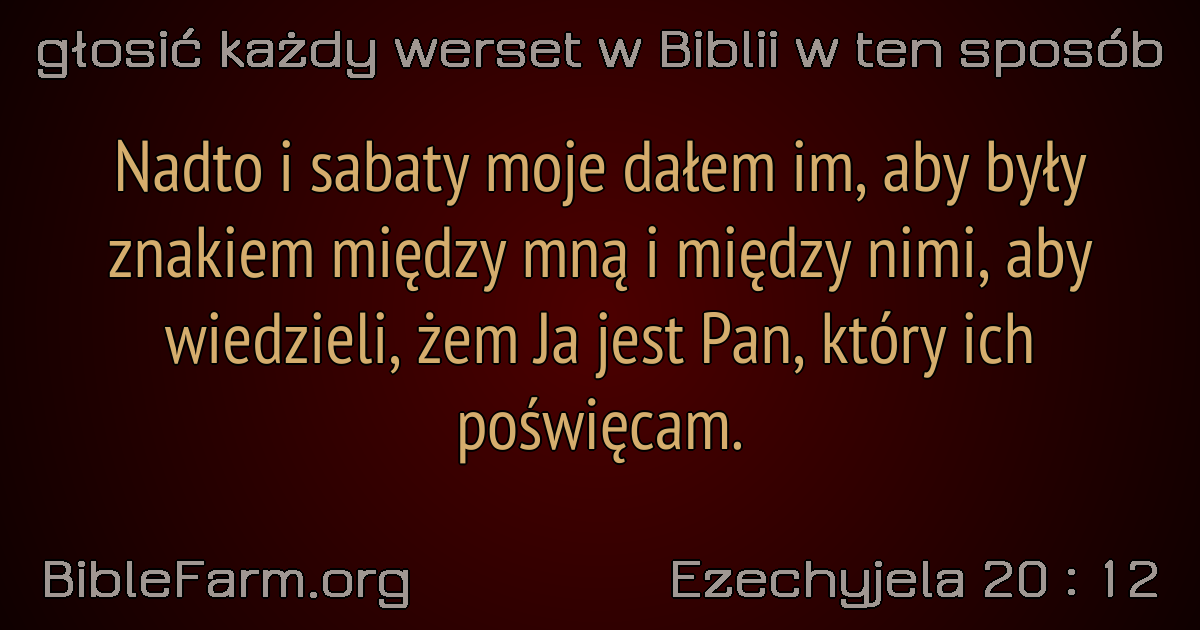 głosić każdy werset w Biblii w ten sposób
Nadto i sabaty moje dałem im, aby były
znakiem między mną i między nimi, aby
wiedzieli, żem Ja jest Pan, który ich
poświęcam.
BibleFarm.org
Ezechyjela 20 : 12